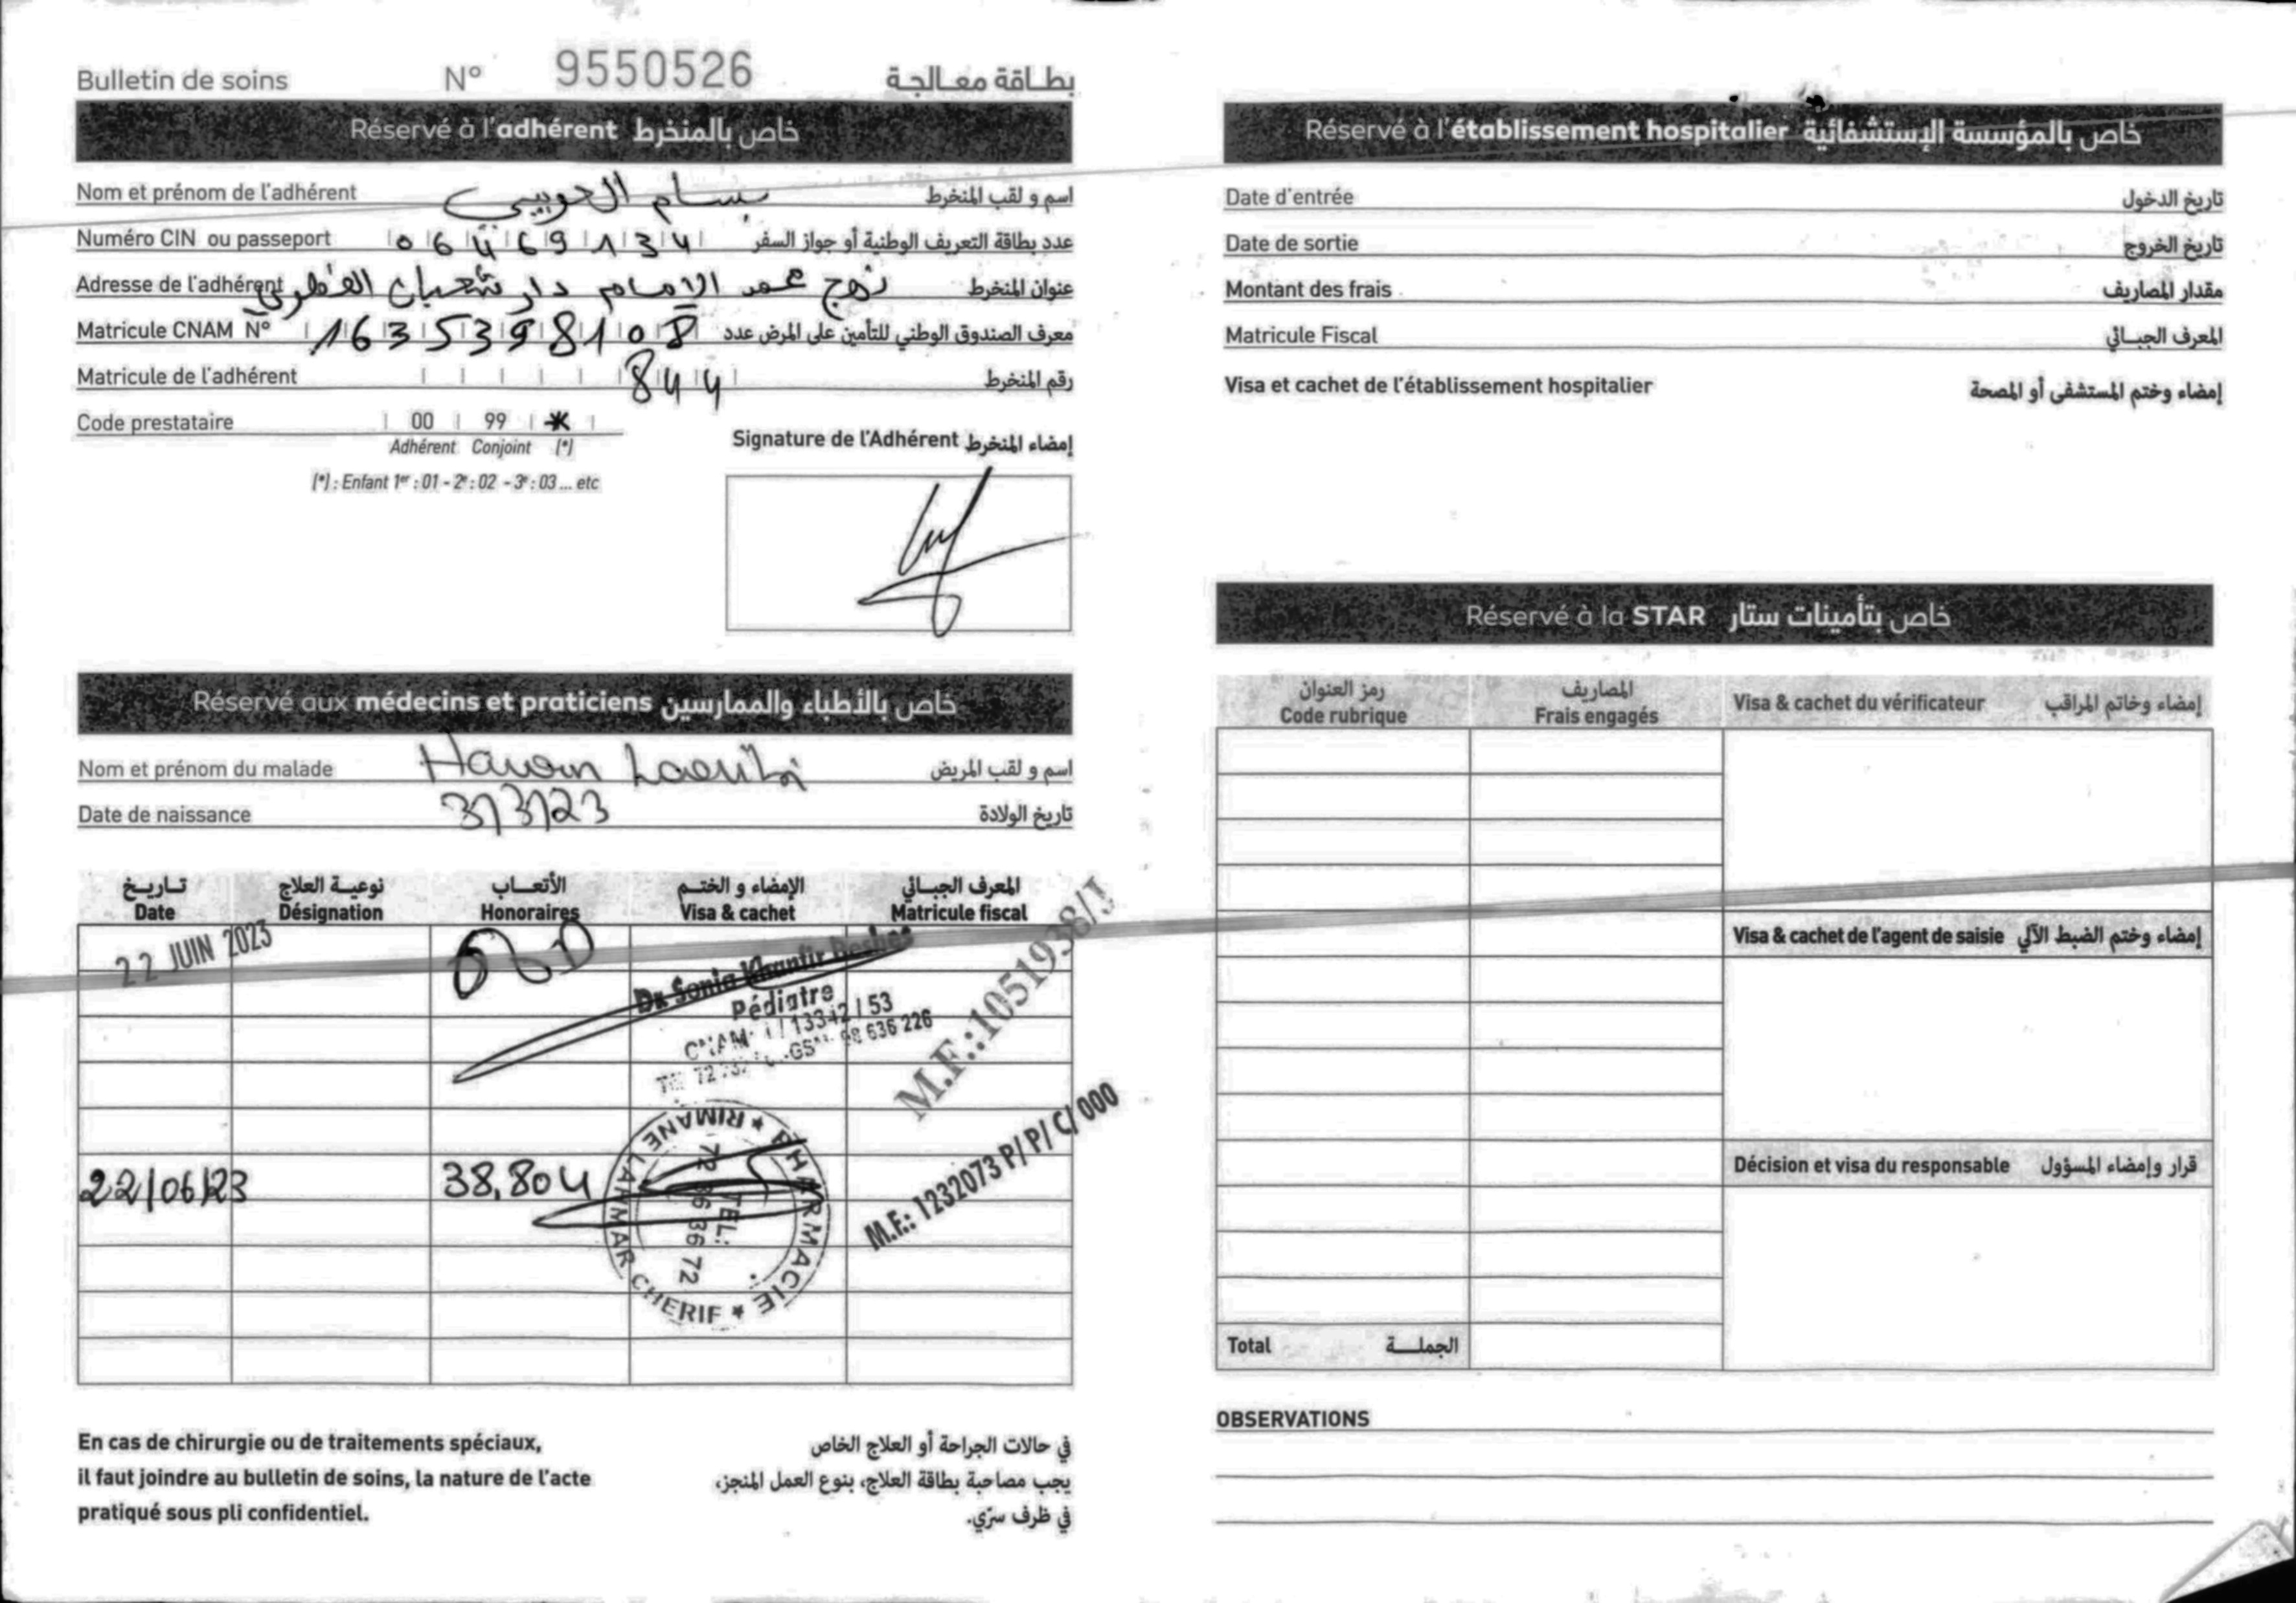 Bulletin de soins N° 9550526 بطاقة معالجة
Réservé à l'adhérent خاص بالمنخرط
Nom et prénom de l'adhérent بسام اسم و لقب المنخرط
Numéro CIN ou passeport 06469134 عدد بطاقة التعريف الوطنية أو جواز السفر
Adresse de l'adhérent نهج عمر الامام دار شعبان الفهري عنوان المنخرط
Matricule CNAM N° 1635398108 معرف الصندوق الوطني للتأمين على المرض عدد
Matricule de l'adhérent 844 رقم المنخرط
Code prestataire 00 99 *
Adhérent Conjoint (*)
(*) : Enfant 1er : 01 - 2e : 02 - 3e : 03 ... etc
Signature de l'Adhérent إمضاء المنخرط
Réservé aux médecins et praticiens خاص بالأطباء والممارسين
Nom et prénom du malade اسم و لقب المريض
Date de naissance 3/3/23 تاريخ الولادة
تاريخ نوعية العلاج الأتعاب الإمضاء و الختم المعرف الجبائي
Date Désignation Honoraires Visa & cachet Matricule fiscal
22 JUIN 2023
Dr Sonia Khanfir
Pédiatre
CNAM: 1/13342/53
GSM: 98 636 226
M.F.:1051938/J
22/06/23 38,804
PHARMACIE * RIMANE LAHMAR CHERIF *
TEL:
72 36 36 72
M.F.: 1232073 P/P/C/000
En cas de chirurgie ou de traitements spéciaux,
il faut joindre au bulletin de soins, la nature de l'acte
pratiqué sous pli confidentiel.
في حالات الجراحة أو العلاج الخاص
يجب مصاحبة بطاقة العلاج، بنوع العمل المنجز،
في ظرف سرّي.
Réservé à l'établissement hospitalier خاص بالمؤسسة الإستشفائية
Date d'entrée تاريخ الدخول
Date de sortie تاريخ الخروج
Montant des frais مقدار المصاريف
Matricule Fiscal المعرف الجبائي
Visa et cachet de l'établissement hospitalier إمضاء وختم المستشفى أو المصحة
Réservé à la STAR خاص بتأمينات ستار
رمز العنوان المصاريف
Code rubrique Frais engagés Visa & cachet du vérificateur إمضاء وخاتم المراقب
Visa & cachet de l'agent de saisie إمضاء وختم الضبط الآلي
Décision et visa du responsable قرار وإمضاء المسؤول
Total الجملة
OBSERVATIONS